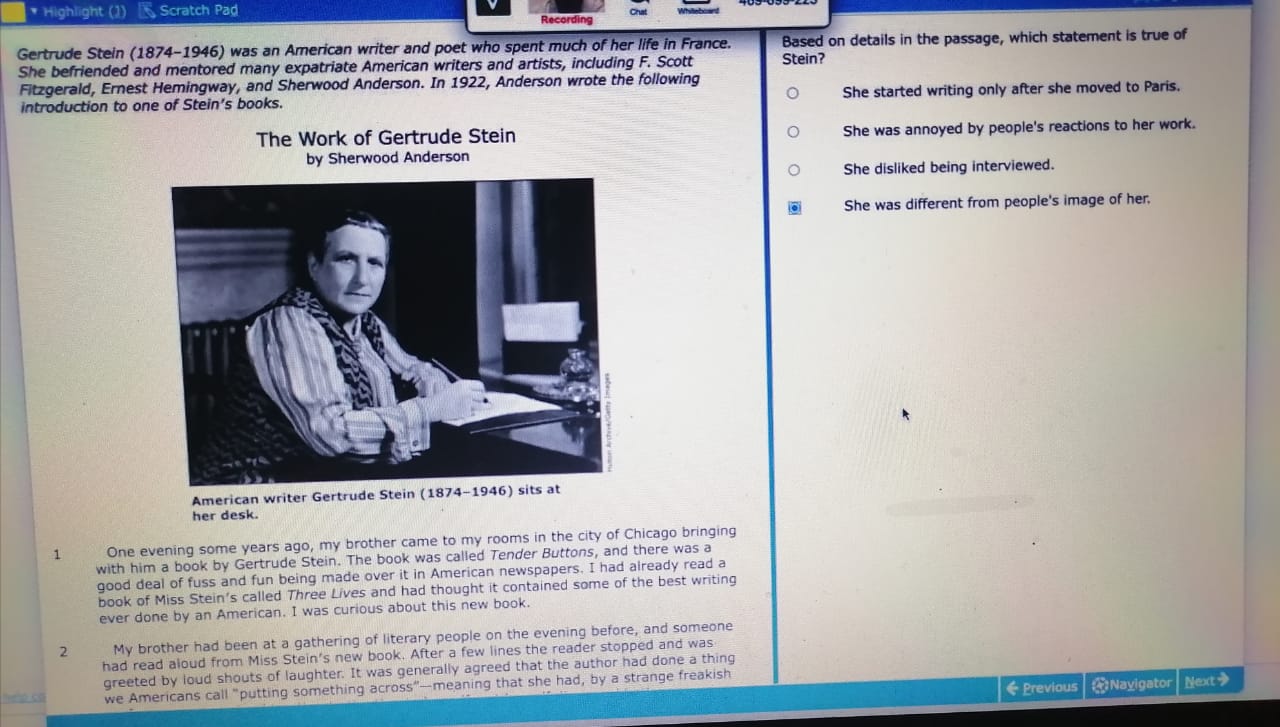 Highlight (1) Scratch Pad
Recording
Chat
Whiteboard
Gertrude Stein (1874–1946) was an American writer and poet who spent much of her life in France.
She befriended and mentored many expatriate American writers and artists, including F. Scott
Fitzgerald, Ernest Hemingway, and Sherwood Anderson. In 1922, Anderson wrote the following
introduction to one of Stein's books.
The Work of Gertrude Stein
by Sherwood Anderson
Hulton Archive/Getty Images
American writer Gertrude Stein (1874–1946) sits at
her desk.
1 One evening some years ago, my brother came to my rooms in the city of Chicago bringing
with him a book by Gertrude Stein. The book was called Tender Buttons, and there was a
good deal of fuss and fun being made over it in American newspapers. I had already read a
book of Miss Stein's called Three Lives and had thought it contained some of the best writing
ever done by an American. I was curious about this new book.
2 My brother had been at a gathering of literary people on the evening before, and someone
had read aloud from Miss Stein's new book. After a few lines the reader stopped and was
greeted by loud shouts of laughter. It was generally agreed that the author had done a thing
we Americans call "putting something across"—meaning that she had, by a strange freakish
Based on details in the passage, which statement is true of
Stein?
She started writing only after she moved to Paris.
She was annoyed by people's reactions to her work.
She disliked being interviewed.
She was different from people's image of her.
Previous
Navigator
Next